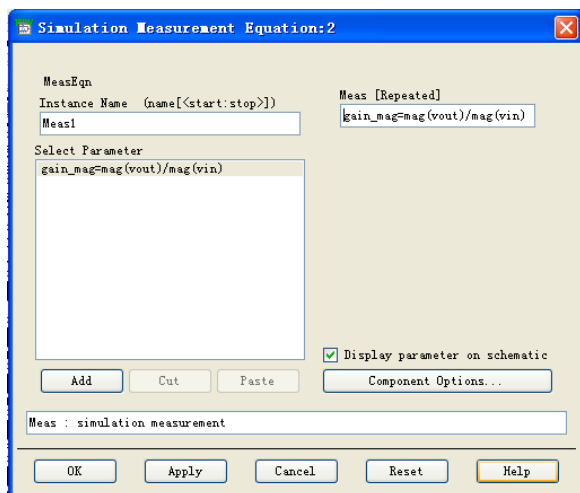 Simulation Measurement Equation:2
MeasEqn
Instance Name (name[<start:stop>])
Meas1
Meas [Repeated]
gain_mag=mag(vout)/mag(vin)
Select Parameter
gain_mag=mag(vout)/mag(vin)
Display parameter on schematic
Add Cut Paste Component Options...
Meas : simulation measurement
OK Apply Cancel Reset Help